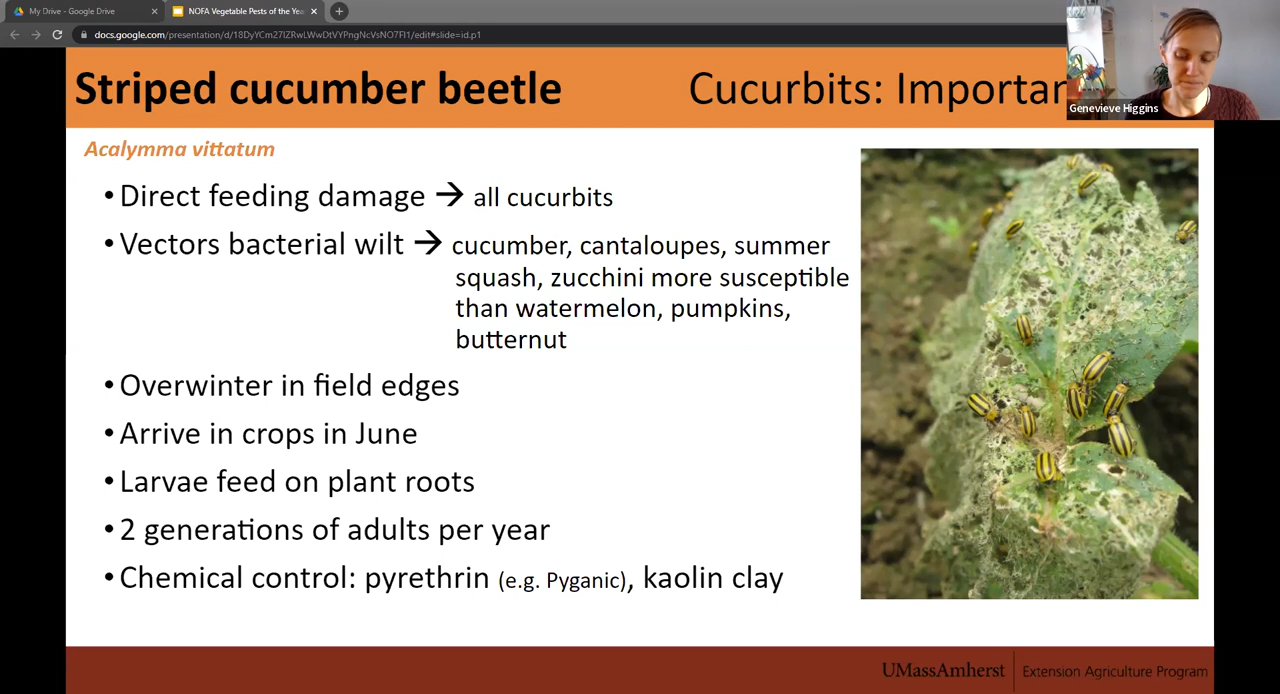 My Drive - Google Drive
NOFA Vegetable Pests of the Yea
docs.google.com/presentation/d/18DyYCm27lZRwLWwDtVYPngNcVsNO7Fl1/edit#slide=id.p1
Striped cucumber beetle
Cucurbits: Importan
Genevieve Higgins
Acalymma vittatum
• Direct feeding damage → all cucurbits
• Vectors bacterial wilt → cucumber, cantaloupes, summer
squash, zucchini more susceptible
than watermelon, pumpkins,
butternut
• Overwinter in field edges
• Arrive in crops in June
• Larvae feed on plant roots
• 2 generations of adults per year
• Chemical control: pyrethrin (e.g. Pyganic), kaolin clay
UMassAmherst
Extension Agriculture Program